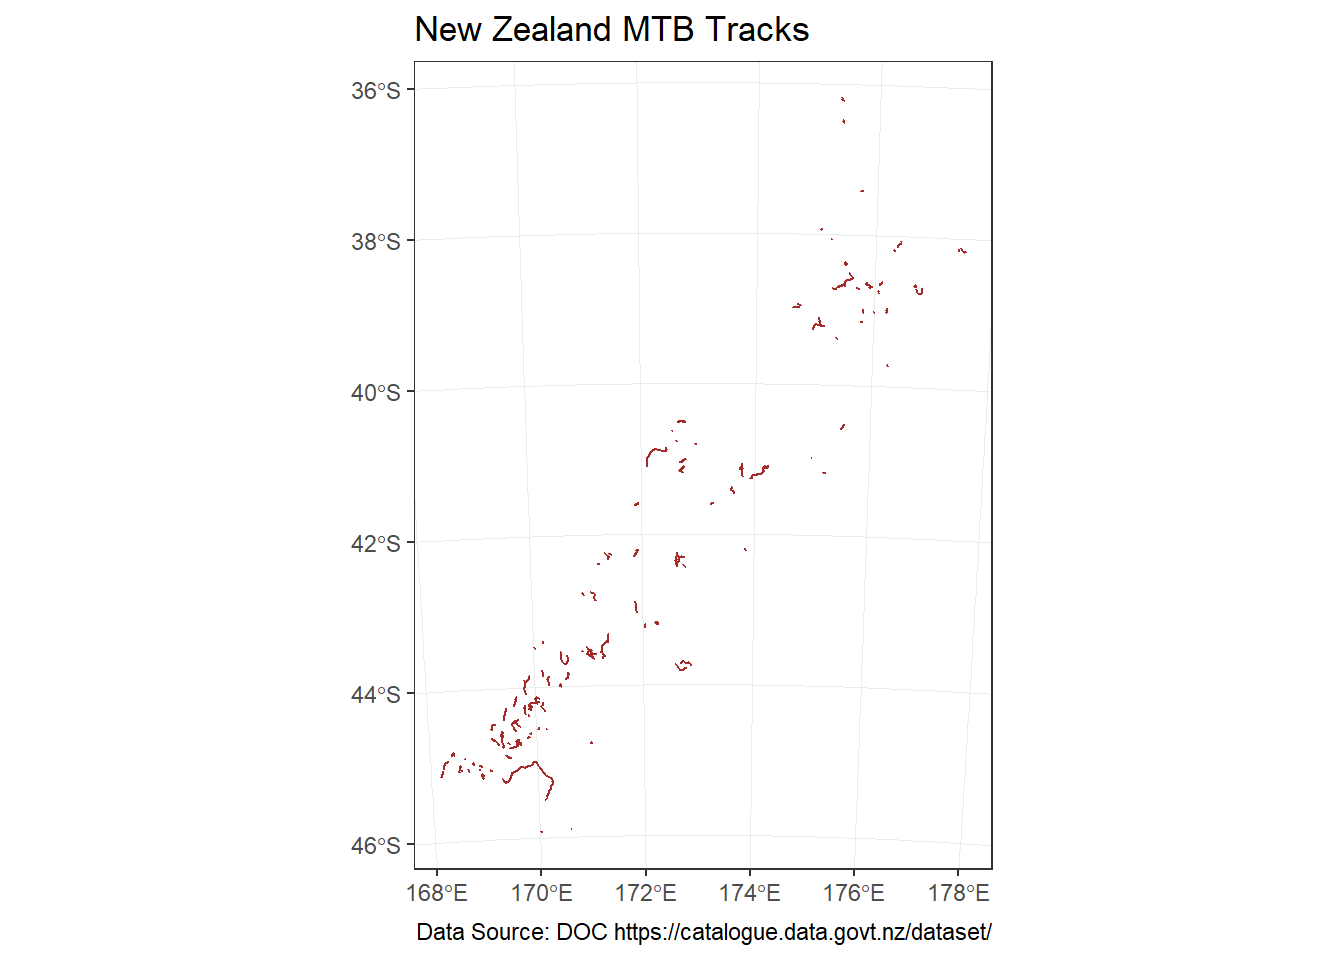 New Zealand MTB Tracks
36°S
38°S
40°S
42°S
44°S
46°S
168°E 170°E 172°E 174°E 176°E 178°E
Data Source: DOC https://catalogue.data.govt.nz/dataset/